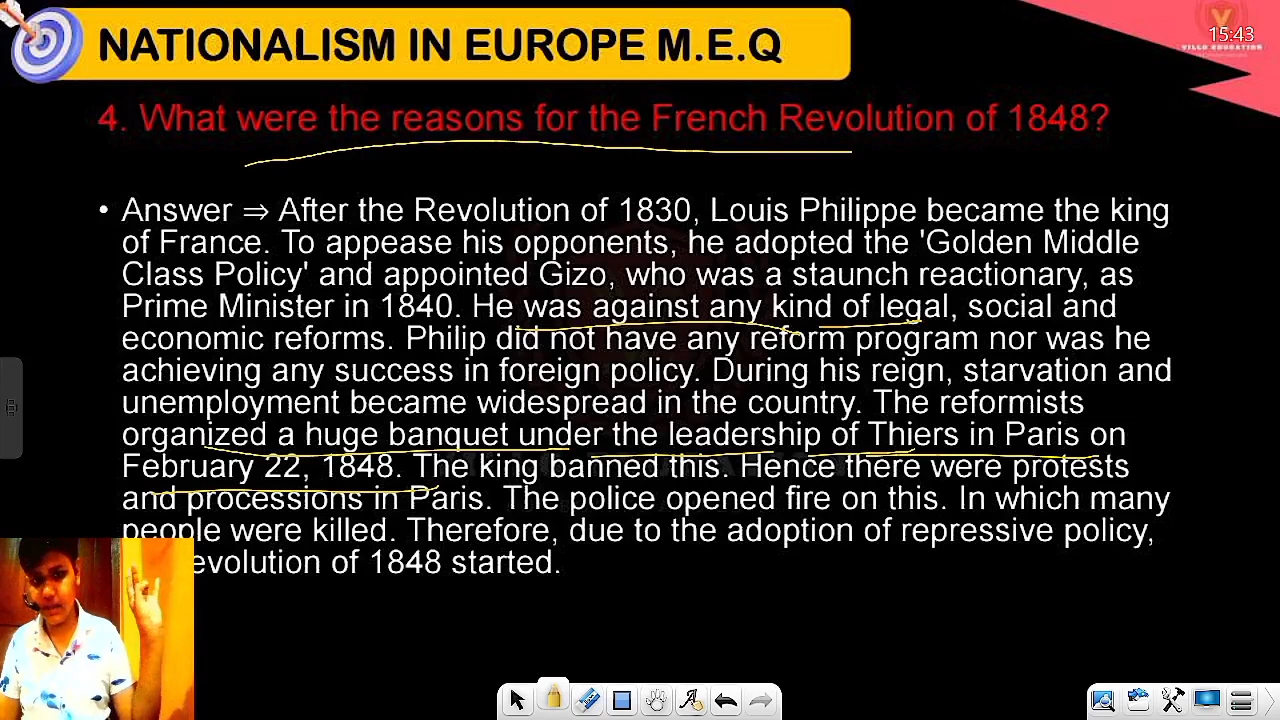 NATIONALISM IN EUROPE M.E.Q
15:43
VILLO EDUCATION
4. What were the reasons for the French Revolution of 1848?
• Answer ⇒ After the Revolution of 1830, Louis Philippe became the king
of France. To appease his opponents, he adopted the 'Golden Middle
Class Policy' and appointed Gizo, who was a staunch reactionary, as
Prime Minister in 1840. He was against any kind of legal, social and
economic reforms. Philip did not have any reform program nor was he
achieving any success in foreign policy. During his reign, starvation and
unemployment became widespread in the country. The reformists
organized a huge banquet under the leadership of Thiers in Paris on
February 22, 1848. The king banned this. Hence there were protests
and processions in Paris. The police opened fire on this. In which many
people were killed. Therefore, due to the adoption of repressive policy,
evolution of 1848 started.